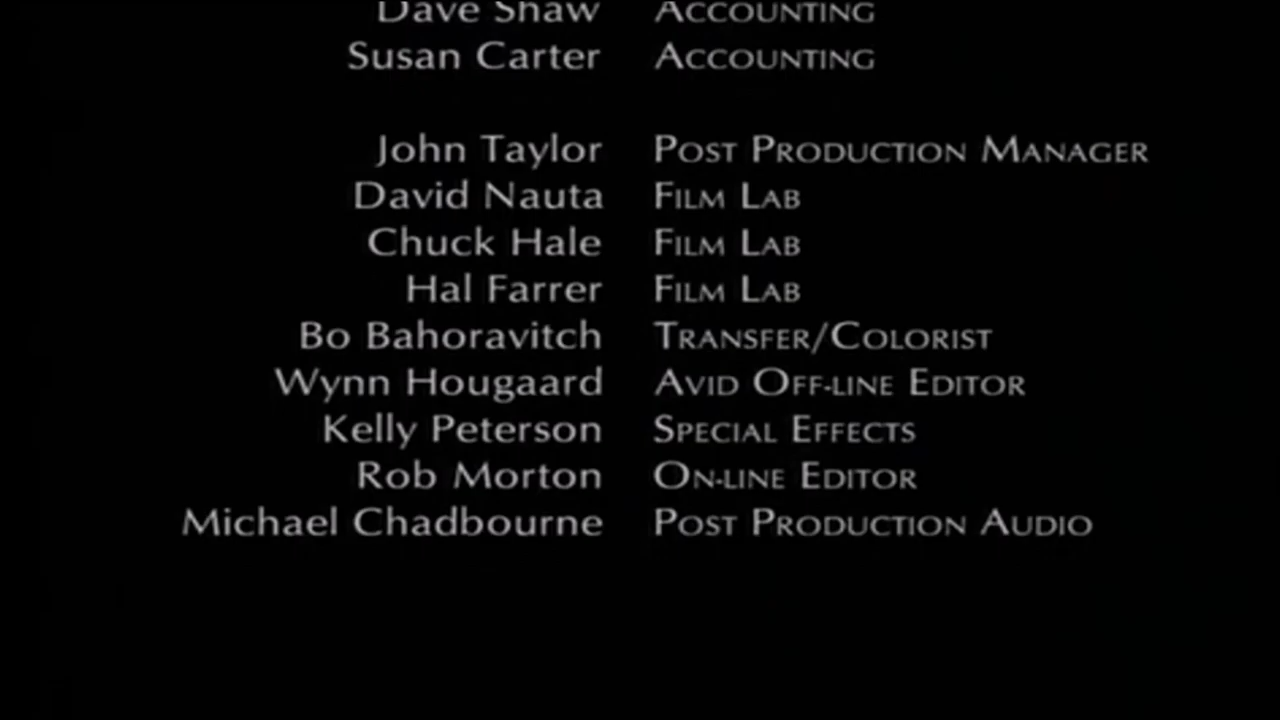 Dave Shaw Accounting
Susan Carter Accounting
John Taylor Post Production Manager
David Nauta Film Lab
Chuck Hale Film Lab
Hal Farrer Film Lab
Bo Bahoravitch Transfer/Colorist
Wynn Hougaard Avid Off-line Editor
Kelly Peterson Special Effects
Rob Morton On-line Editor
Michael Chadbourne Post Production Audio